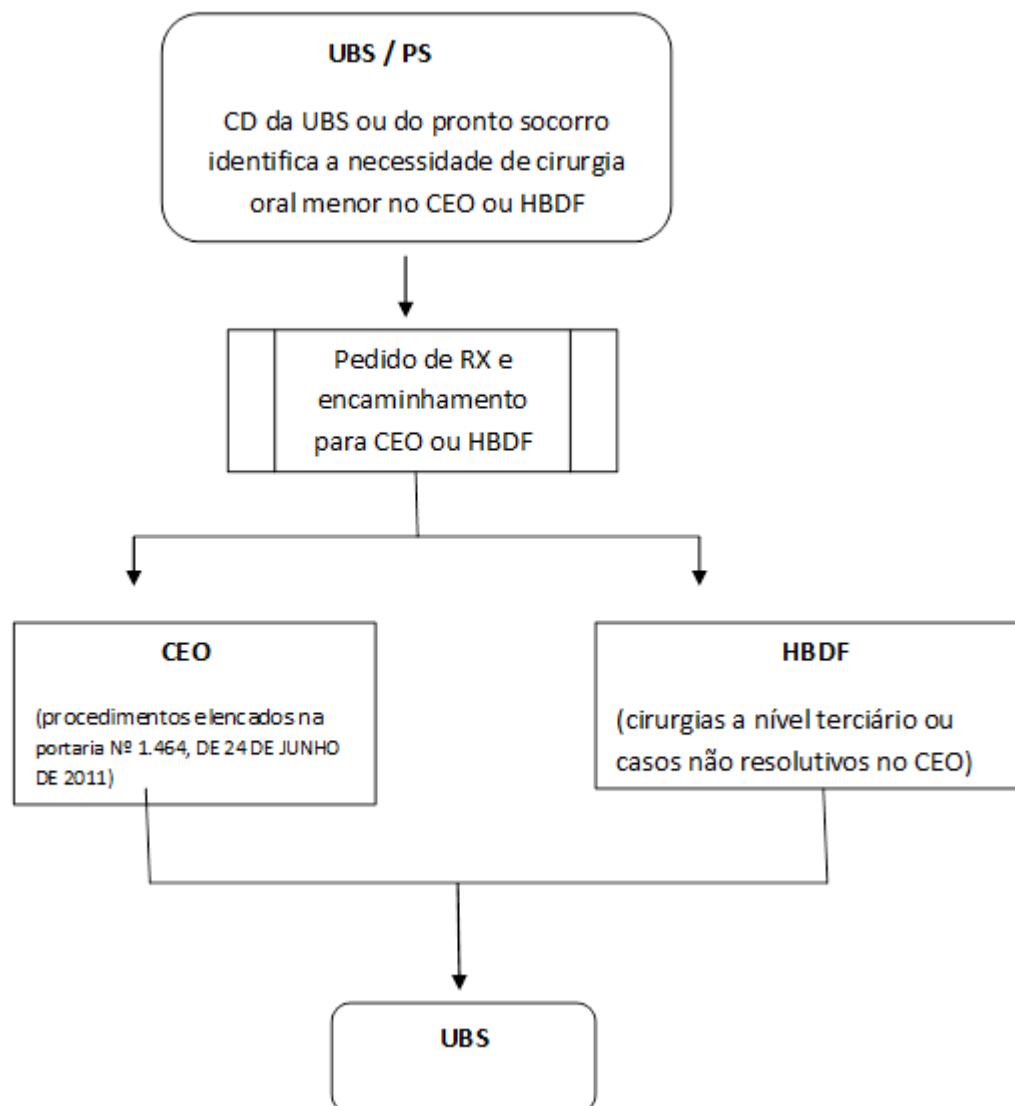 UBS / PS
CD da UBS ou do pronto socorro
identifica a necessidade de cirurgia
oral menor no CEO ou HBDF
Pedido de RX e
encaminhamento
para CEO ou HBDF
CEO
(procedimentos elencados na
portaria Nº 1.464, DE 24 DE JUNHO
DE 2011)
HBDF
(cirurgias a nível terciário ou
casos não resolutivos no CEO)
UBS